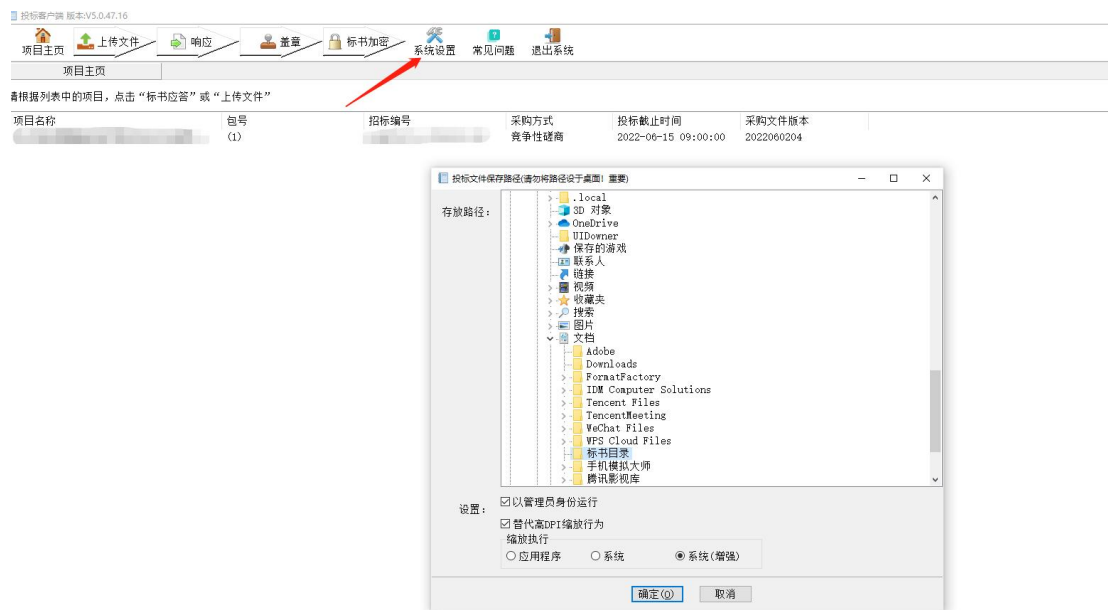 投标客户端 版本:V5.0.47.16
项目主页 上传文件 响应 盖章 标书加密 系统设置 常见问题 退出系统
项目主页
请根据列表中的项目，点击“标书应答”或“上传文件”
项目名称 包号 招标编号 采购方式 投标截止时间 采购文件版本
(1) 竞争性磋商 2022-06-15 09:00:00 2022060204
投标文件保存路径(请勿将路径设于桌面! 重要)
存放路径：
.local
3D 对象
OneDrive
UIDowner
保存的游戏
联系人
链接
视频
收藏夹
搜索
图片
文档
Adobe
Downloads
FormatFactory
IDM Computer Solutions
Tencent Files
TencentMeeting
WeChat Files
WPS Cloud Files
标书目录
手机模拟大师
腾讯影视库
设置：
以管理员身份运行
替代高DPI缩放行为
缩放执行
应用程序 系统 系统(增强)
确定(O) 取消